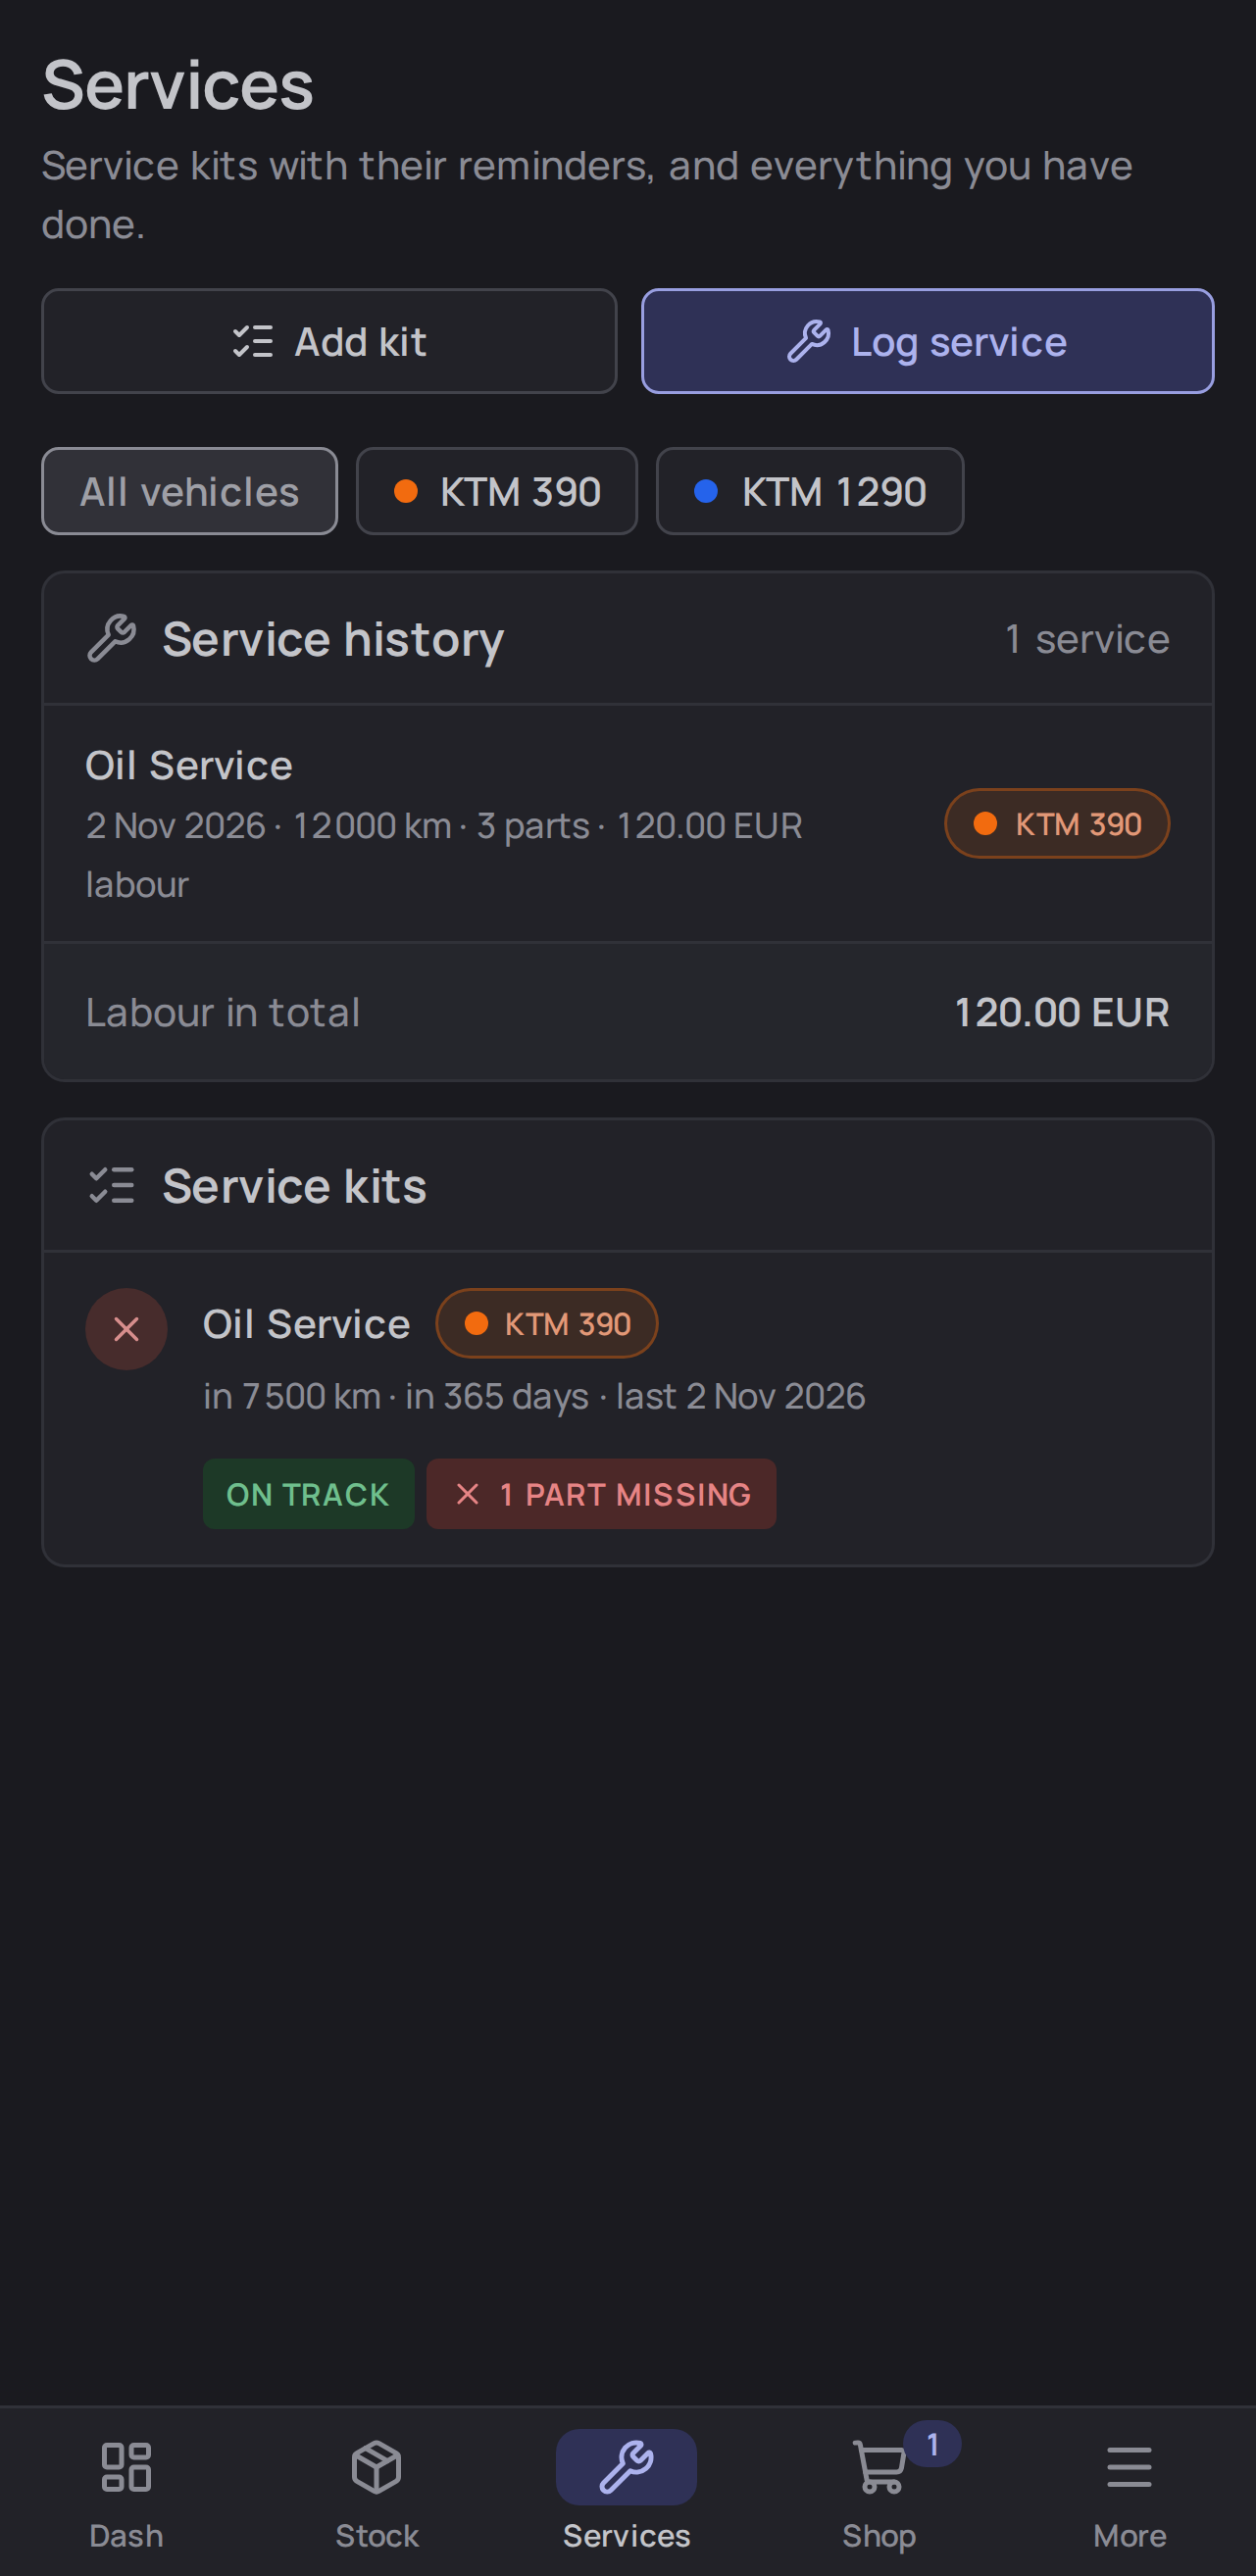 Services
Service kits with their reminders, and everything you have
done.
Add kit
Log service
All vehicles
KTM 390
KTM 1290
Service history
1 service
Oil Service
2 Nov 2026 · 12 000 km · 3 parts · 120.00 EUR
labour
KTM 390
Labour in total
120.00 EUR
Service kits
Oil Service
KTM 390
in 7 500 km · in 365 days · last 2 Nov 2026
ON TRACK
1 PART MISSING
1
Dash
Stock
Services
Shop
More